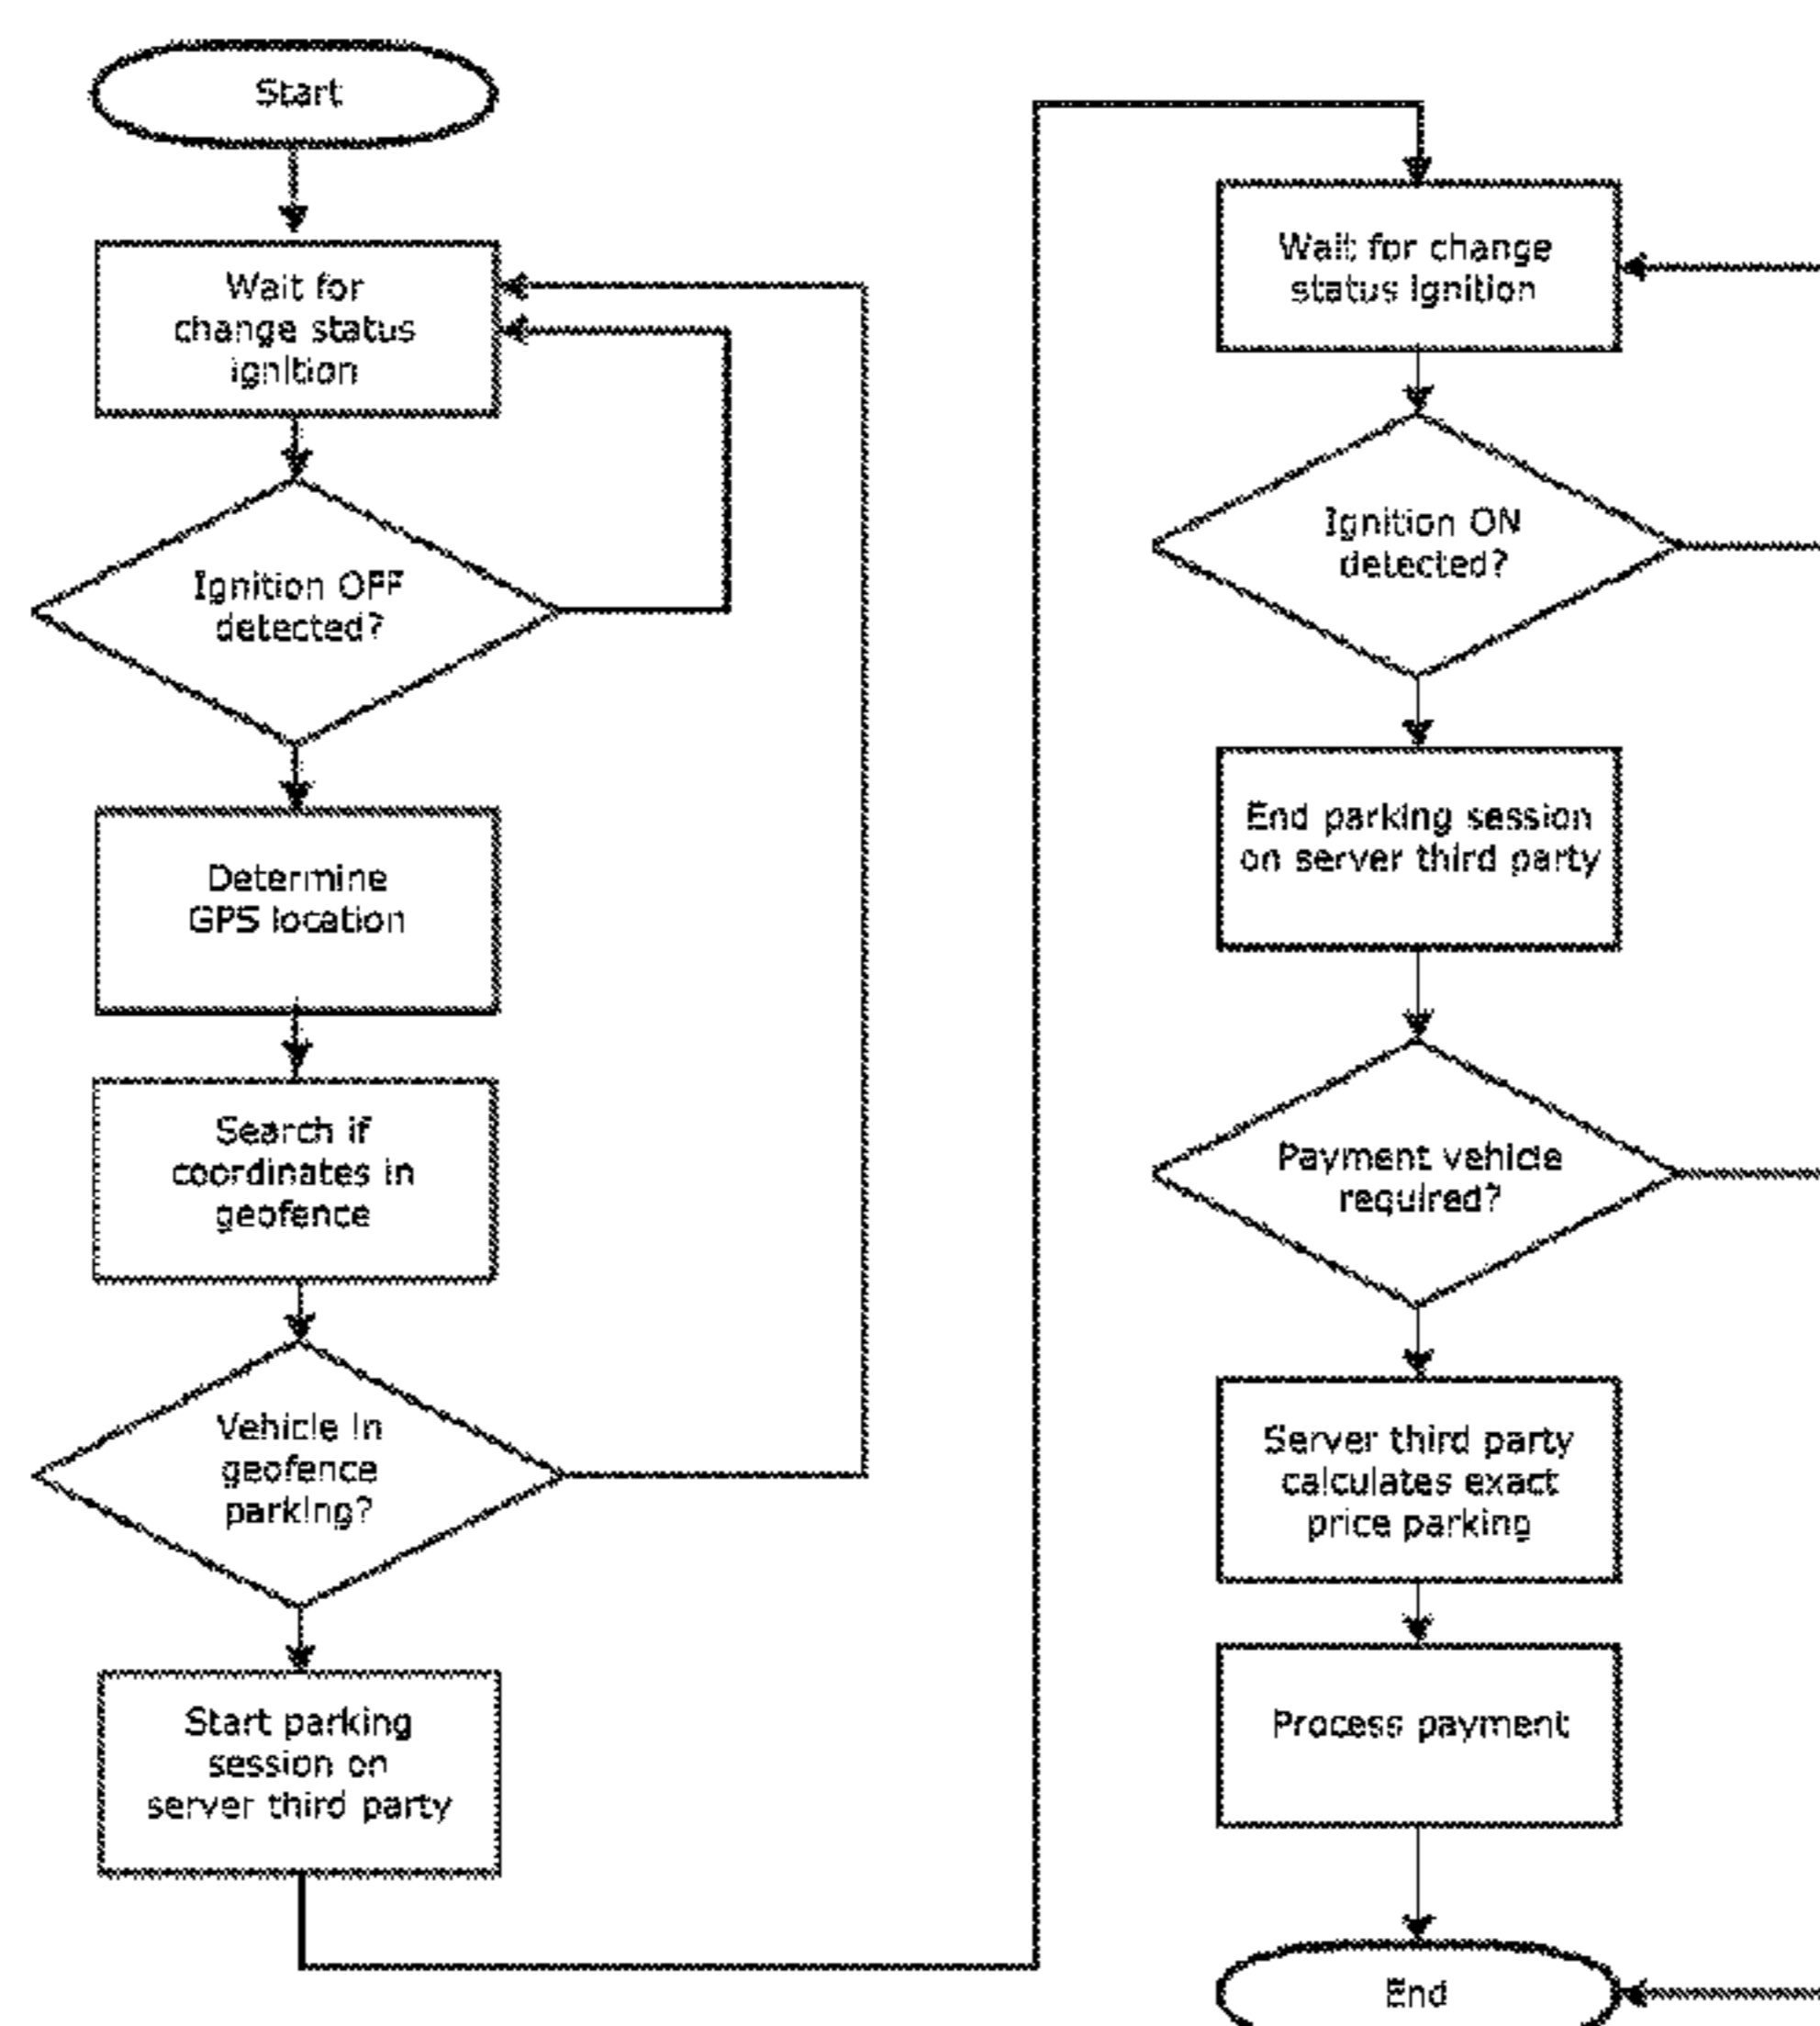 Start
Wait for
change status
ignition
Ignition OFF
detected?
Determine
GPS location
Search if
coordinates in
geofence
Vehicle in
geofence
parking?
Start parking
session on
server third party
Wait for change
status ignition
Ignition ON
detected?
End parking session
on server third party
Payment vehicle
required?
Server third party
calculates exact
price parking
Process payment
End